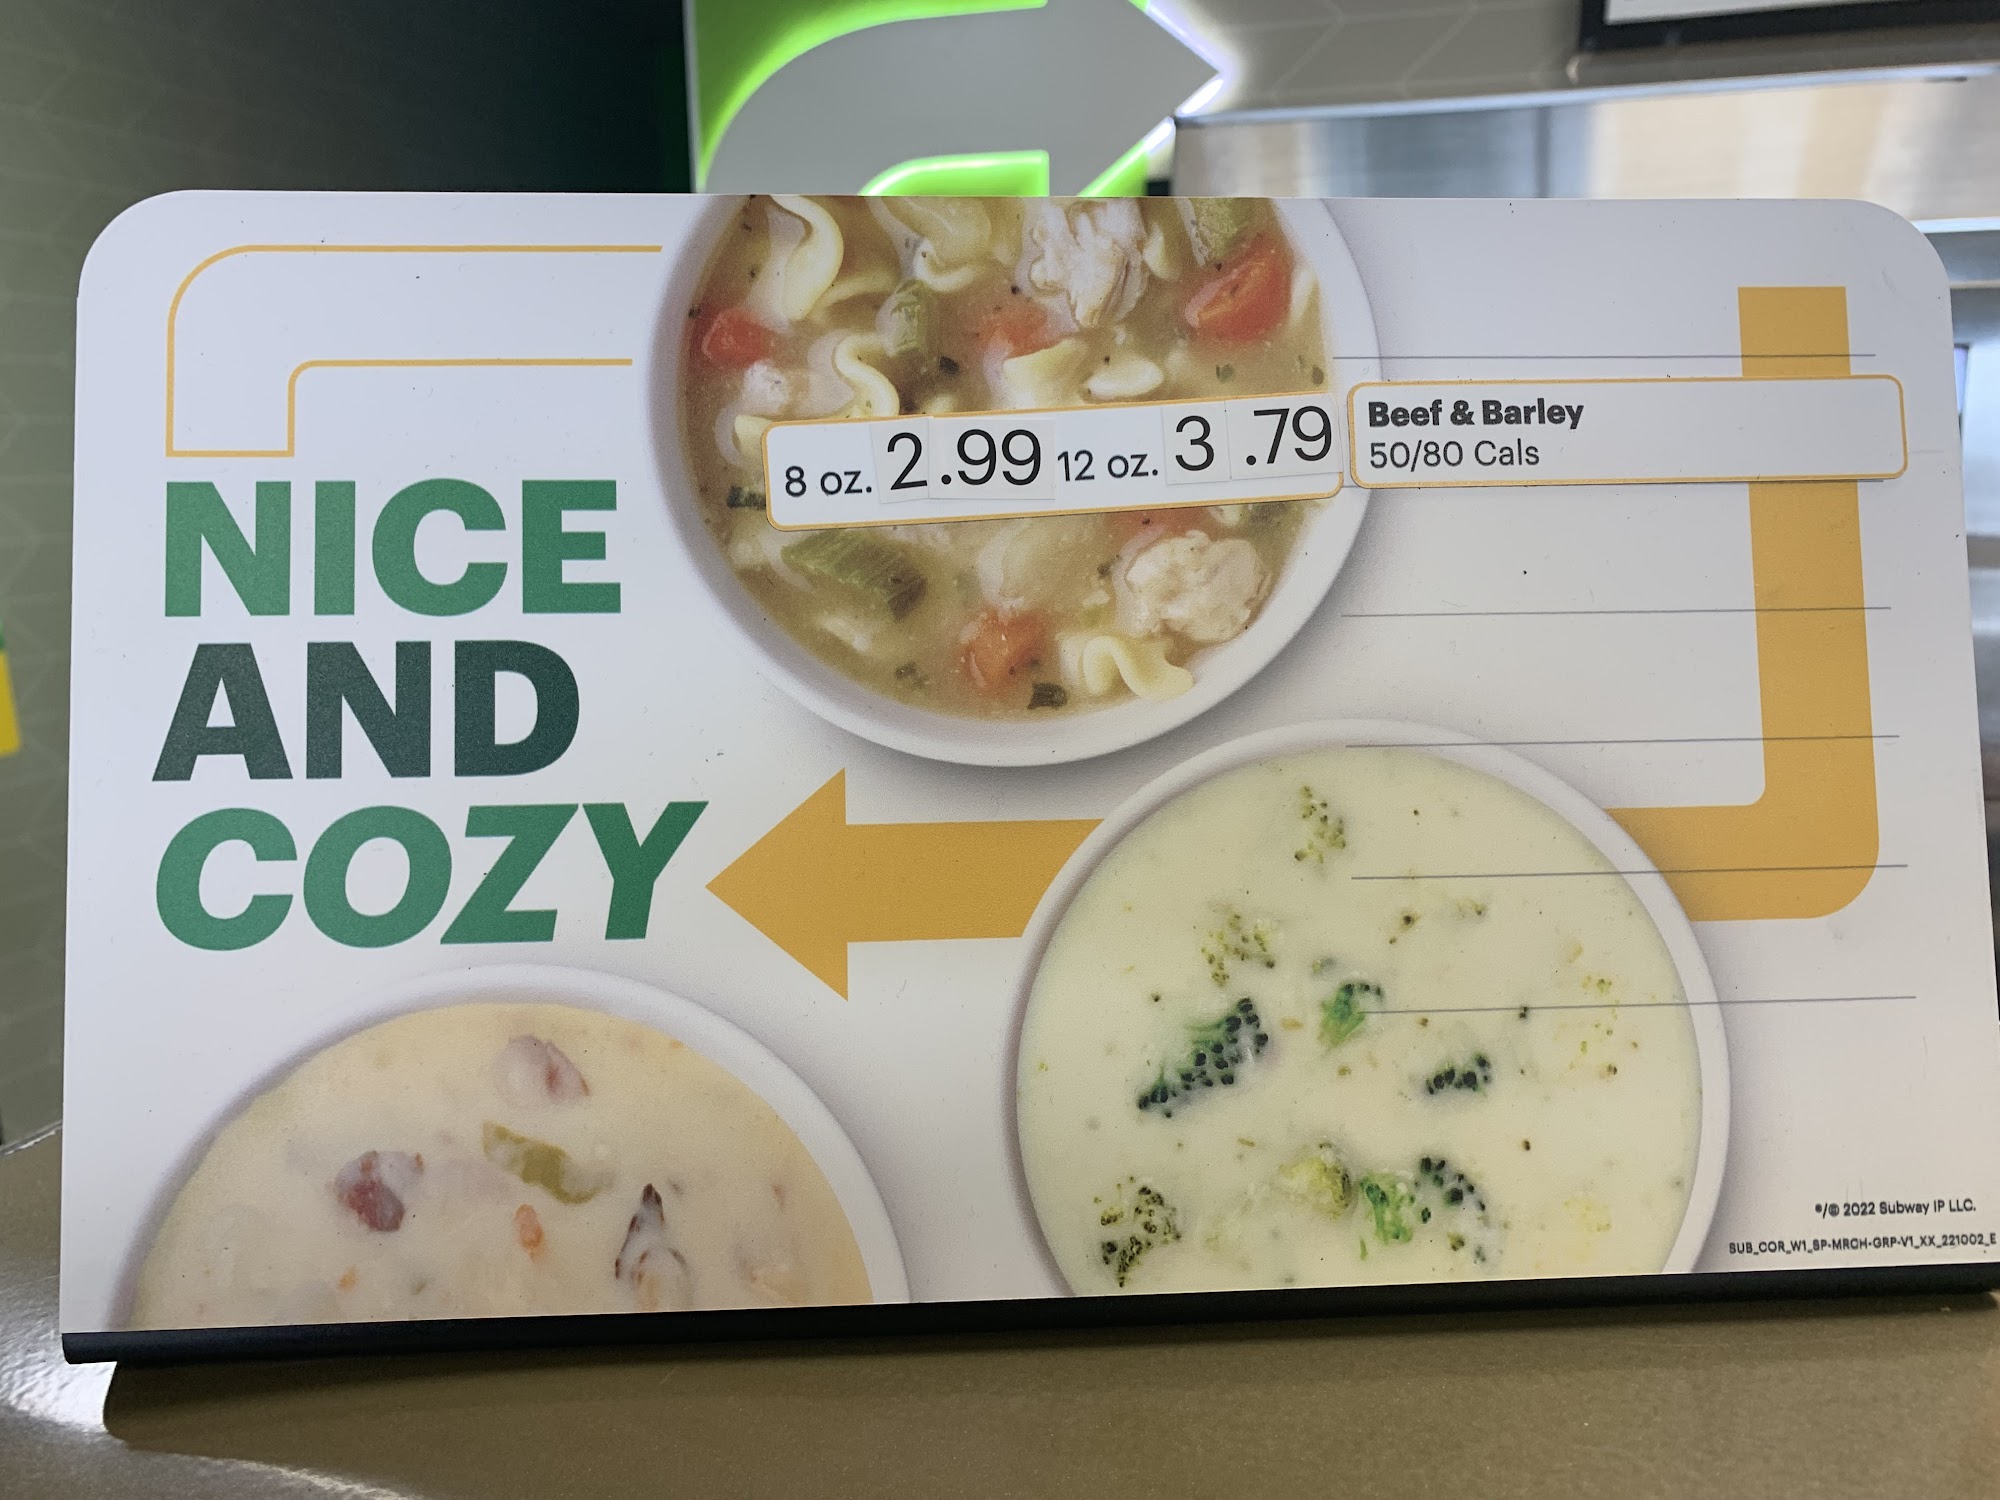 NICE
AND
COZY
8 oz. 2.99 12 oz. 3.79
Beef & Barley
50/80 Cals
®/© 2022 Subway IP LLC.
SUB_COR_W1_SP-MRCH-GRP-V1_XX_221002_E